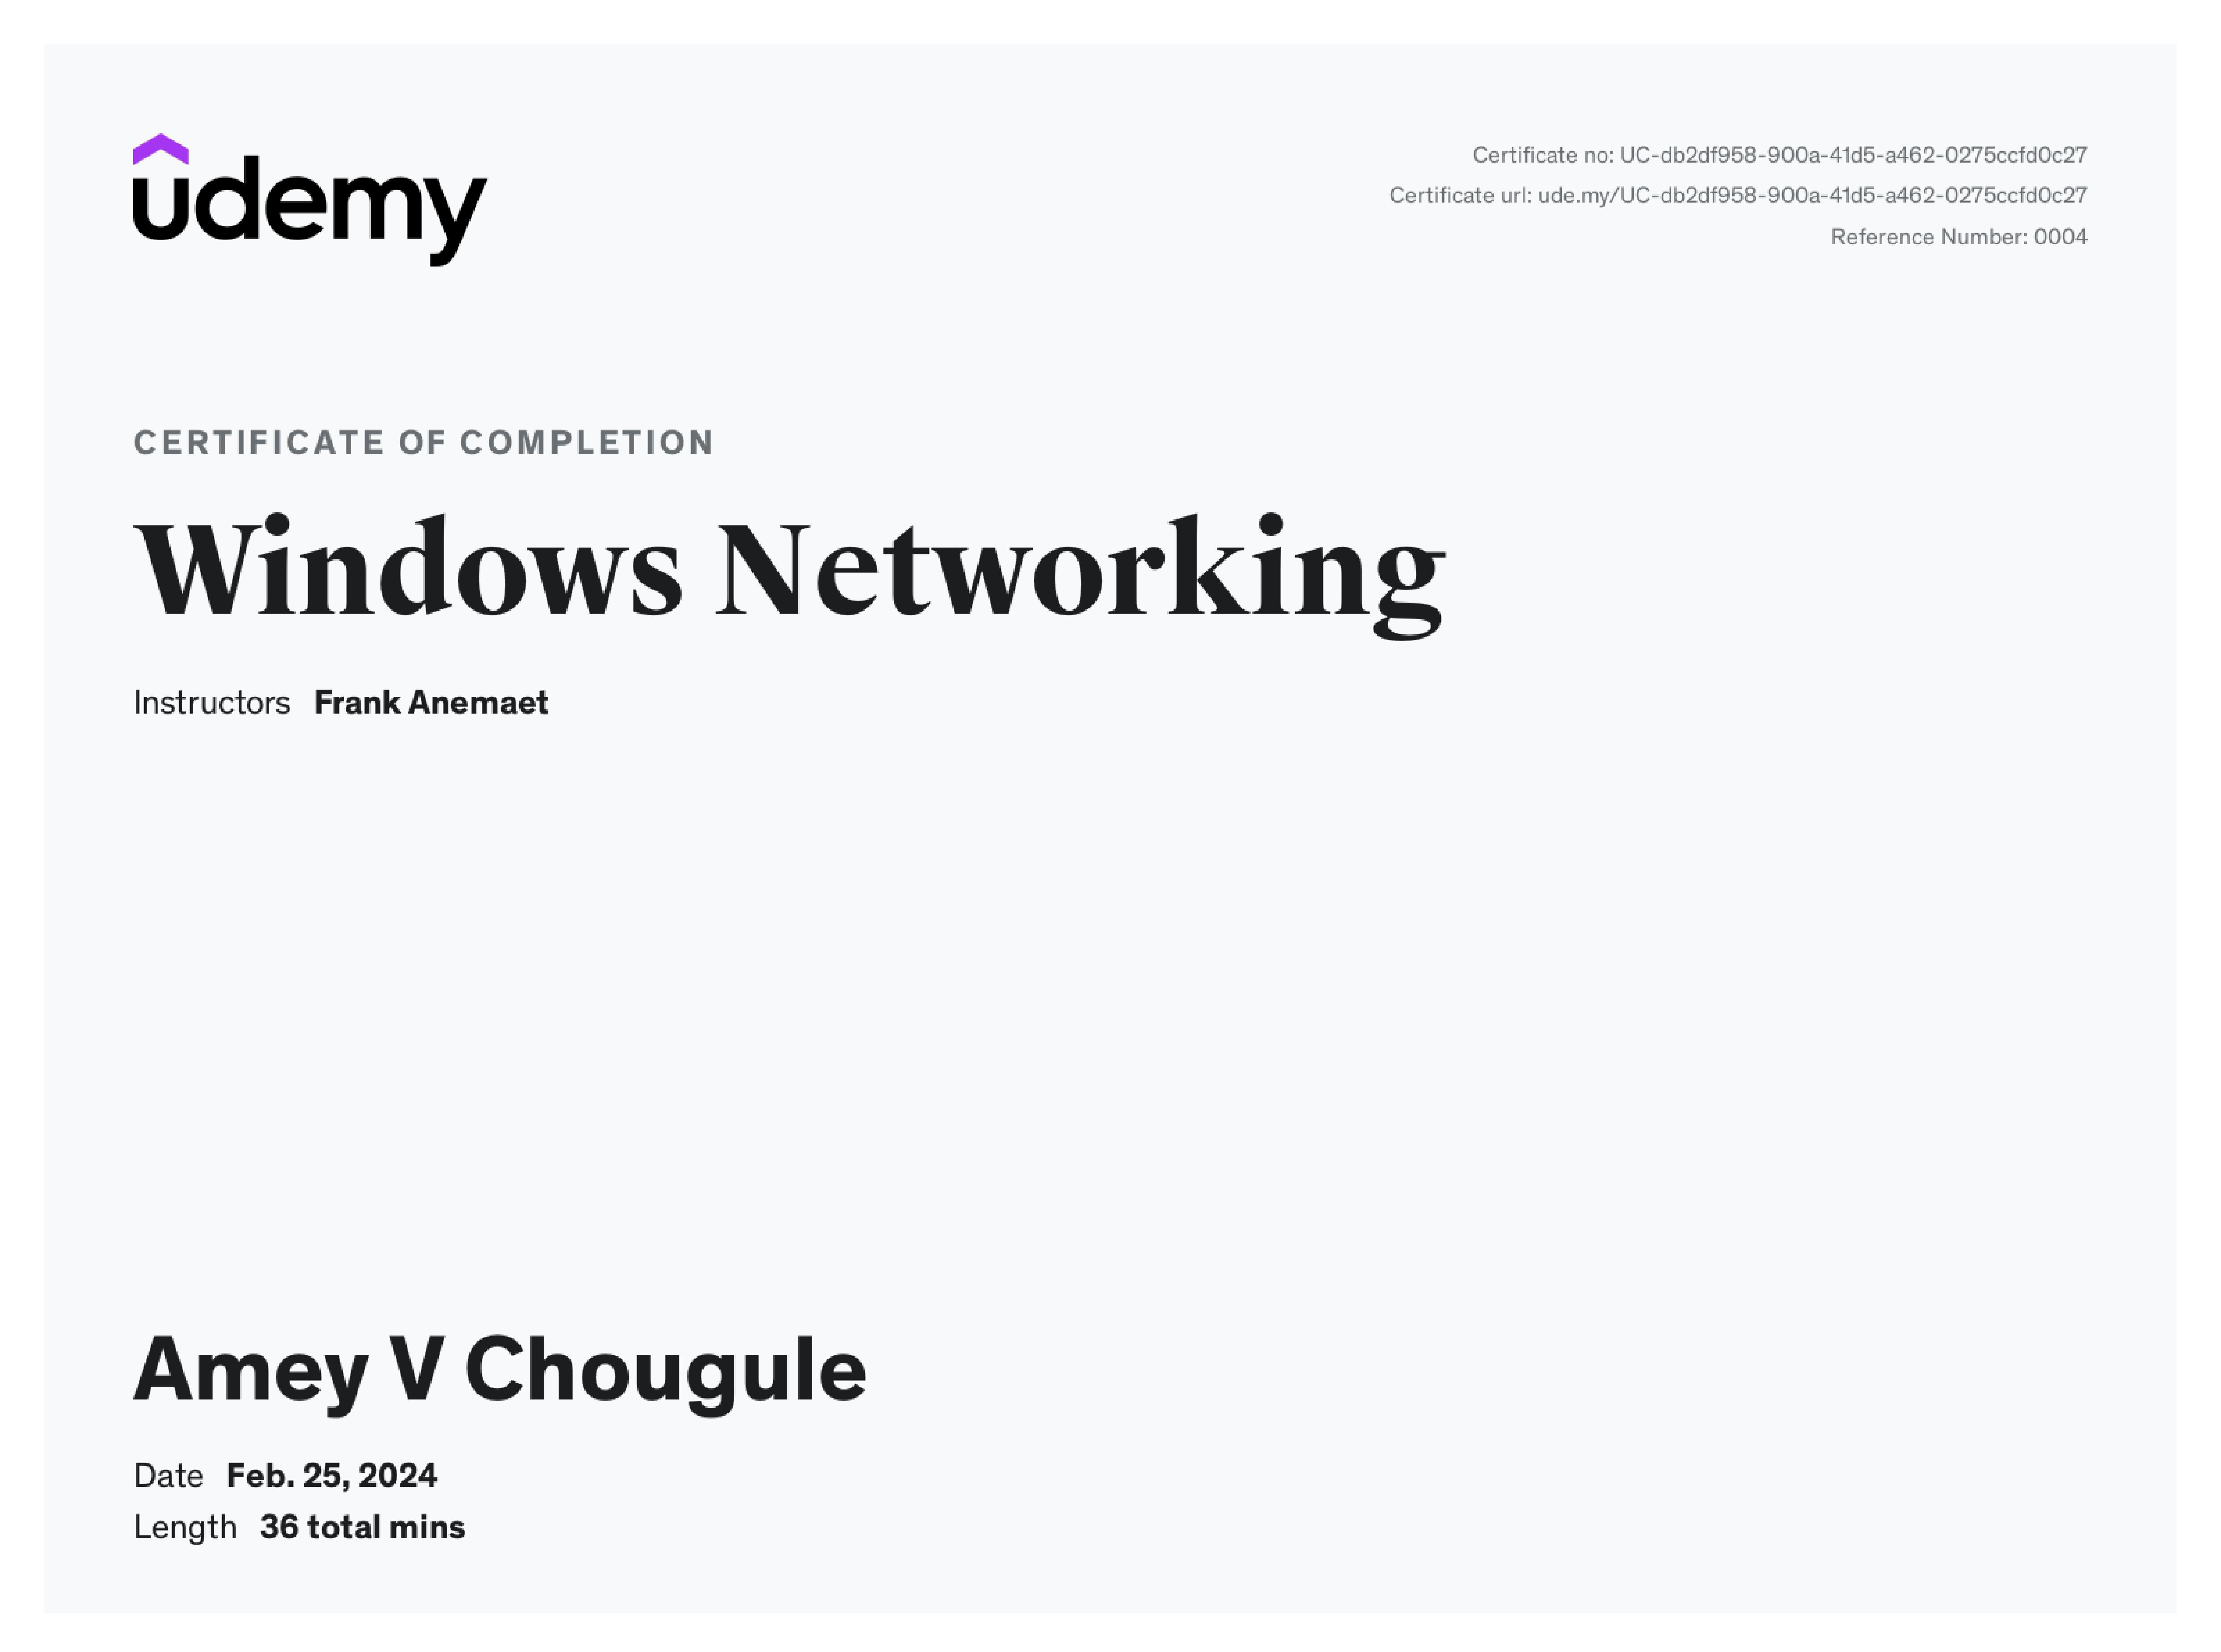 udemy
Certificate no: UC-db2df958-900a-41d5-a462-0275ccfd0c27
Certificate url: ude.my/UC-db2df958-900a-41d5-a462-0275ccfd0c27
Reference Number: 0004
CERTIFICATE OF COMPLETION
Windows Networking
Instructors Frank Anemaet
Amey V Chougule
Date Feb. 25, 2024
Length 36 total mins